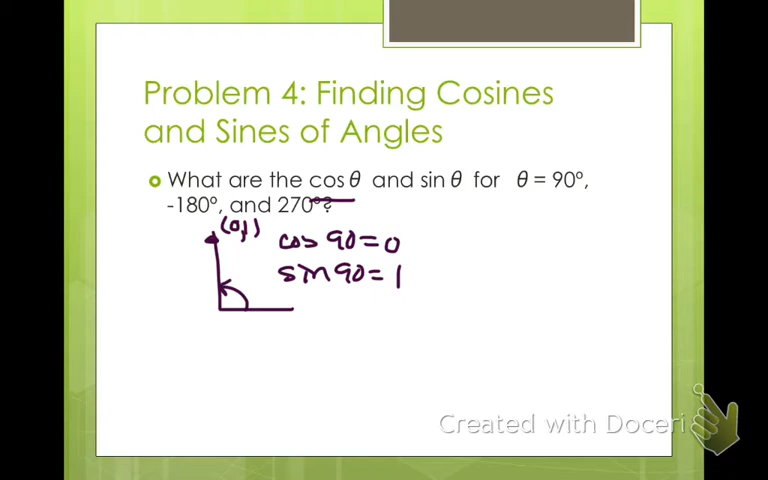 Problem 4: Finding Cosines
and Sines of Angles
What are the cos θ and sin θ for θ = 90°,
-180°, and 270°?
(0,1)
cos 90 = 0
sin 90 = 1
Created with Doceri